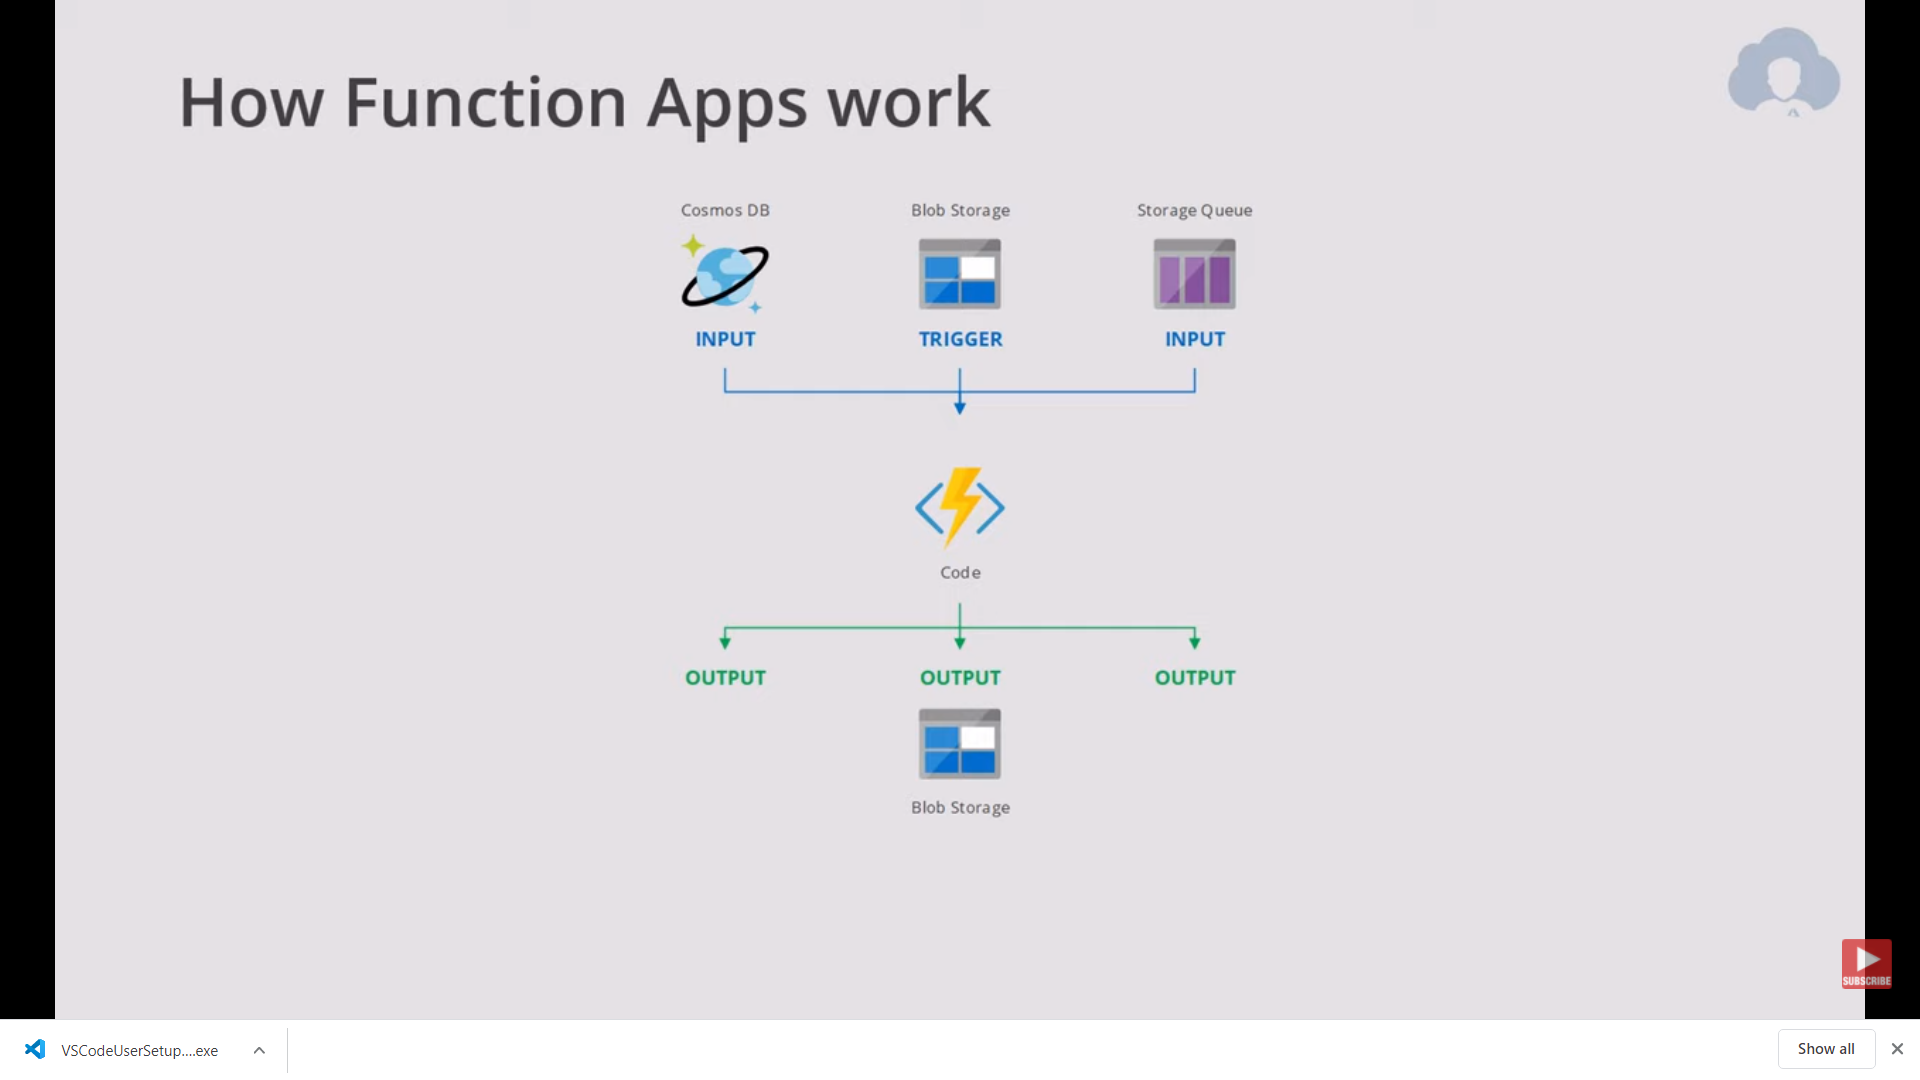 How Function Apps work
Cosmos DB Blob Storage Storage Queue
INPUT TRIGGER INPUT
Code
OUTPUT OUTPUT OUTPUT
Blob Storage
SUBSCRIBE
VSCodeUserSetup....exe Show all